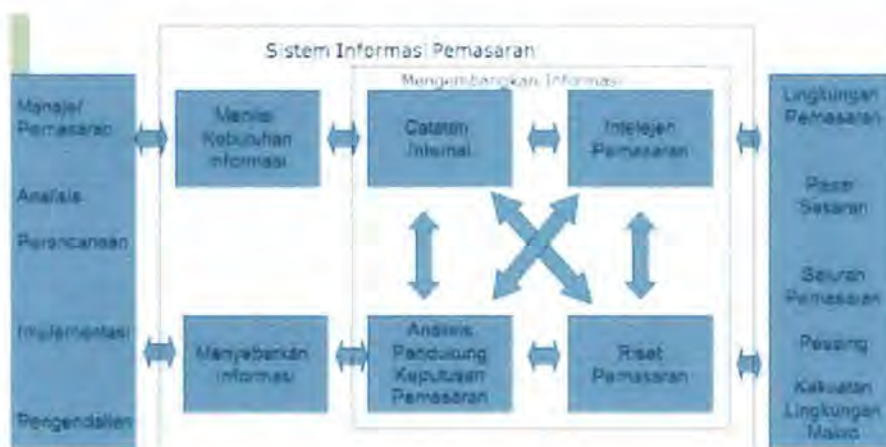 Sistem Informasi Pemasaran
Mengembangkan Informasi
Manajer
Pemasaran
Analisis
Perencanaan
Implementasi
Pengendalian
Menilai
Kebutuhan
Informasi
Menyebarkan
Informasi
Catatan
Internal
Intelejen
Pemasaran
Analisis
Pendukung
Keputusan
Pemasaran
Riset
Pemasaran
Lingkungan
Pemasaran
Pasar
Sasaran
Saluran
Pemasaran
Pesaing
Kekuatan
Lingkungan
Makro